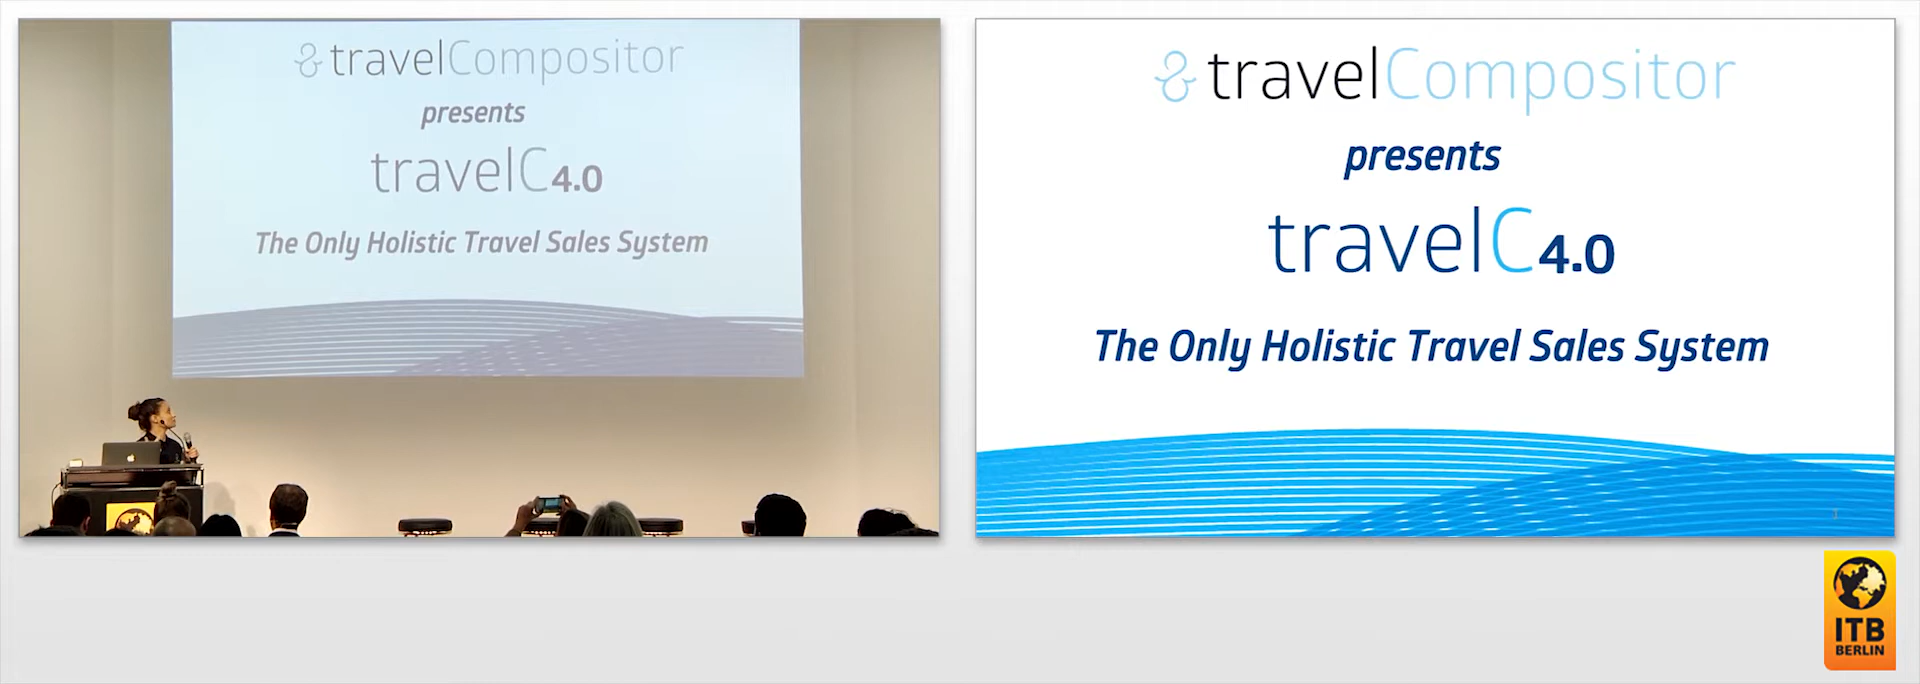 travelCompositor
presents
travelC4.0
The Only Holistic Travel Sales System
travelCompositor
presents
travelC4.0
The Only Holistic Travel Sales System
ITB
BERLIN